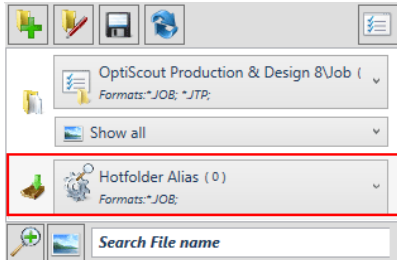 OptiScout Production & Design 8\Job (
Formats:*.JOB; *.JTP;
Show all
Hotfolder Alias ( 0 )
Formats:*.JOB;
Search File name